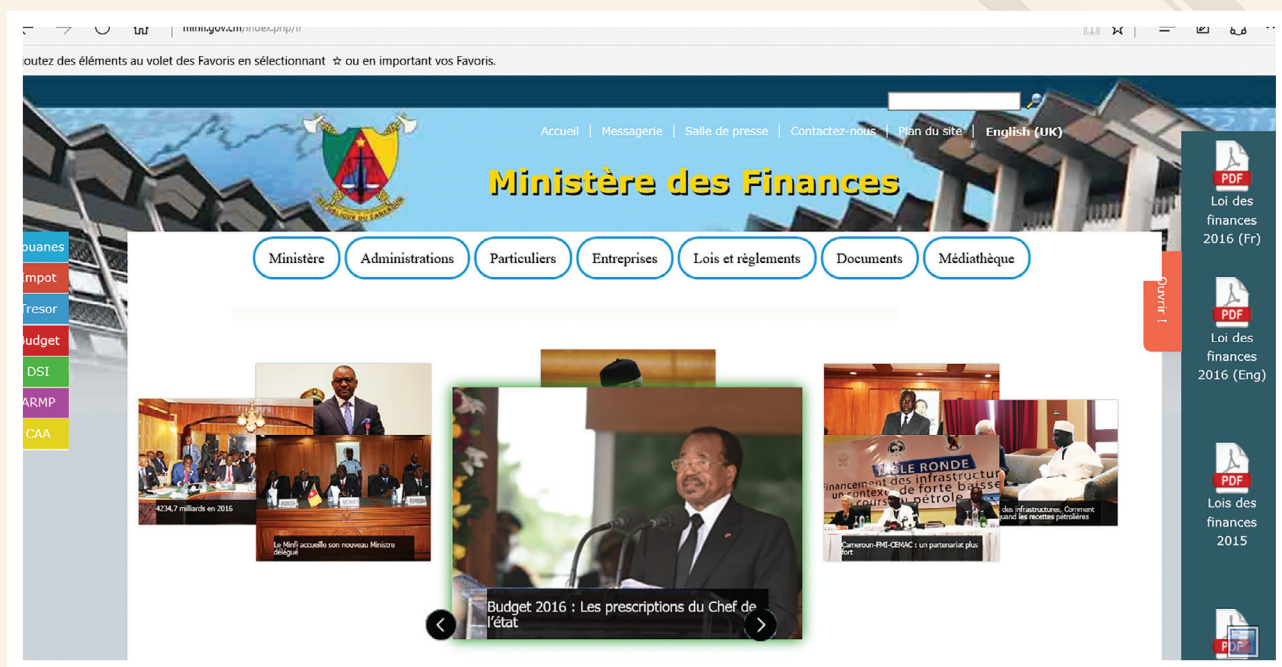 minfi.gov.cm/index.php/fr
outez des éléments au volet des Favoris en sélectionnant ☆ ou en important vos Favoris.
Accueil | Messagerie | Salle de presse | Contactez-nous | Plan du site | English (UK)
Ministère des Finances
REPUBLIQUE DU CAMEROUN
Ministère
Administrations
Particuliers
Entreprises
Lois et règlements
Documents
Médiathèque
ouanes
Impot
Tresor
udget
DSI
ARMP
CAA
Ouvrir !
PDF
Loi des
finances
2016 (Fr)
PDF
Loi des
finances
2016 (Eng)
PDF
Lois des
finances
2015
PDF
4234,7 milliards en 2016
Le Minfi accueille son nouveau Ministre
délégué
Budget 2016 : Les prescriptions du Chef de
l'état
TABLE RONDE
Financement des infrastructur
un contexte de forte baisse
cours du pétrole
Cameroun-FMI-CEMAC : un partenariat plus
fort
des infrastructures, Comment
quand les recettes pétrolières